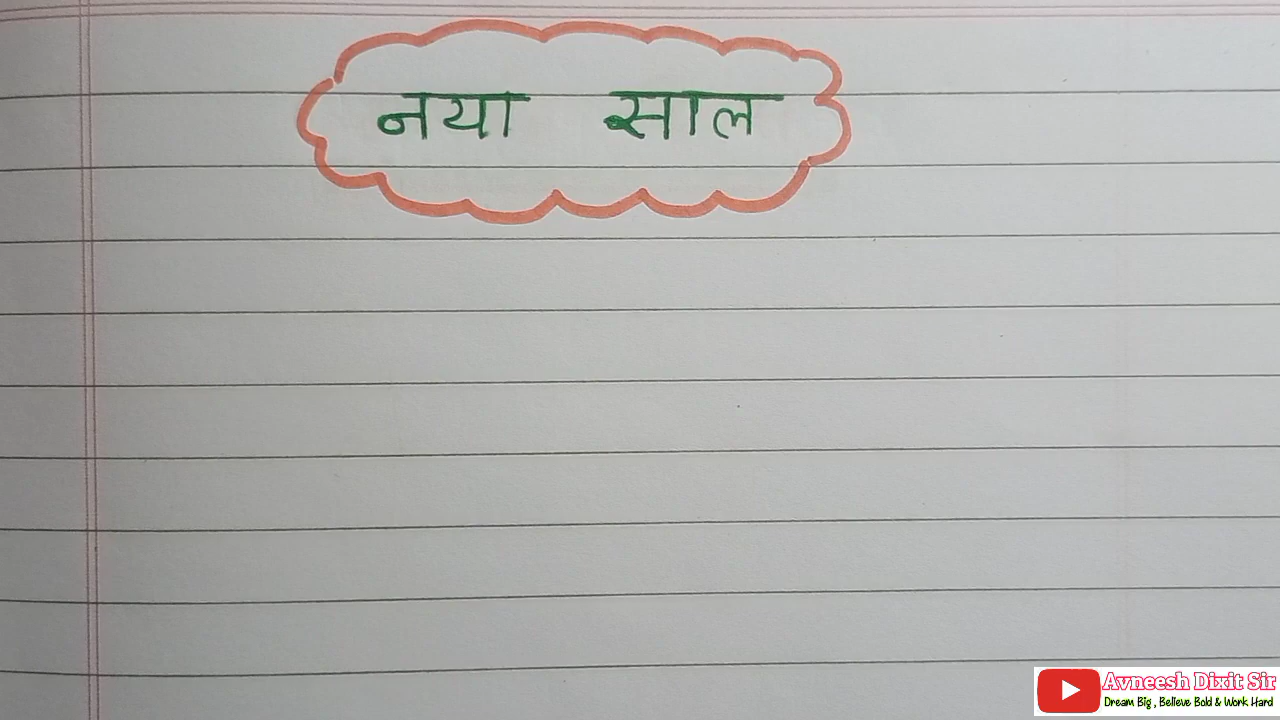 नया साल
Avneesh Dixit Sir
Dream Big , Believe Bold & Work Hard